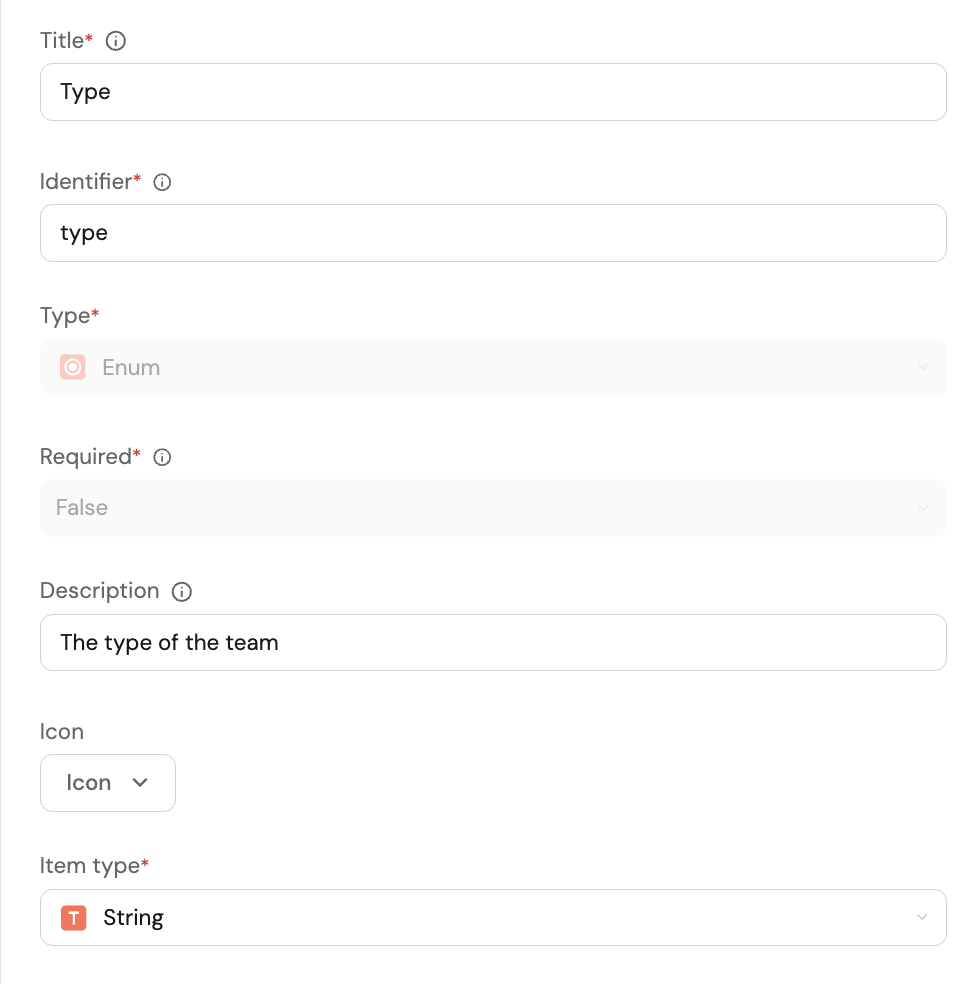 Title*
Type
Identifier*
type
Type*
Enum
Required*
False
Description
The type of the team
Icon
Icon
Item type*
T String